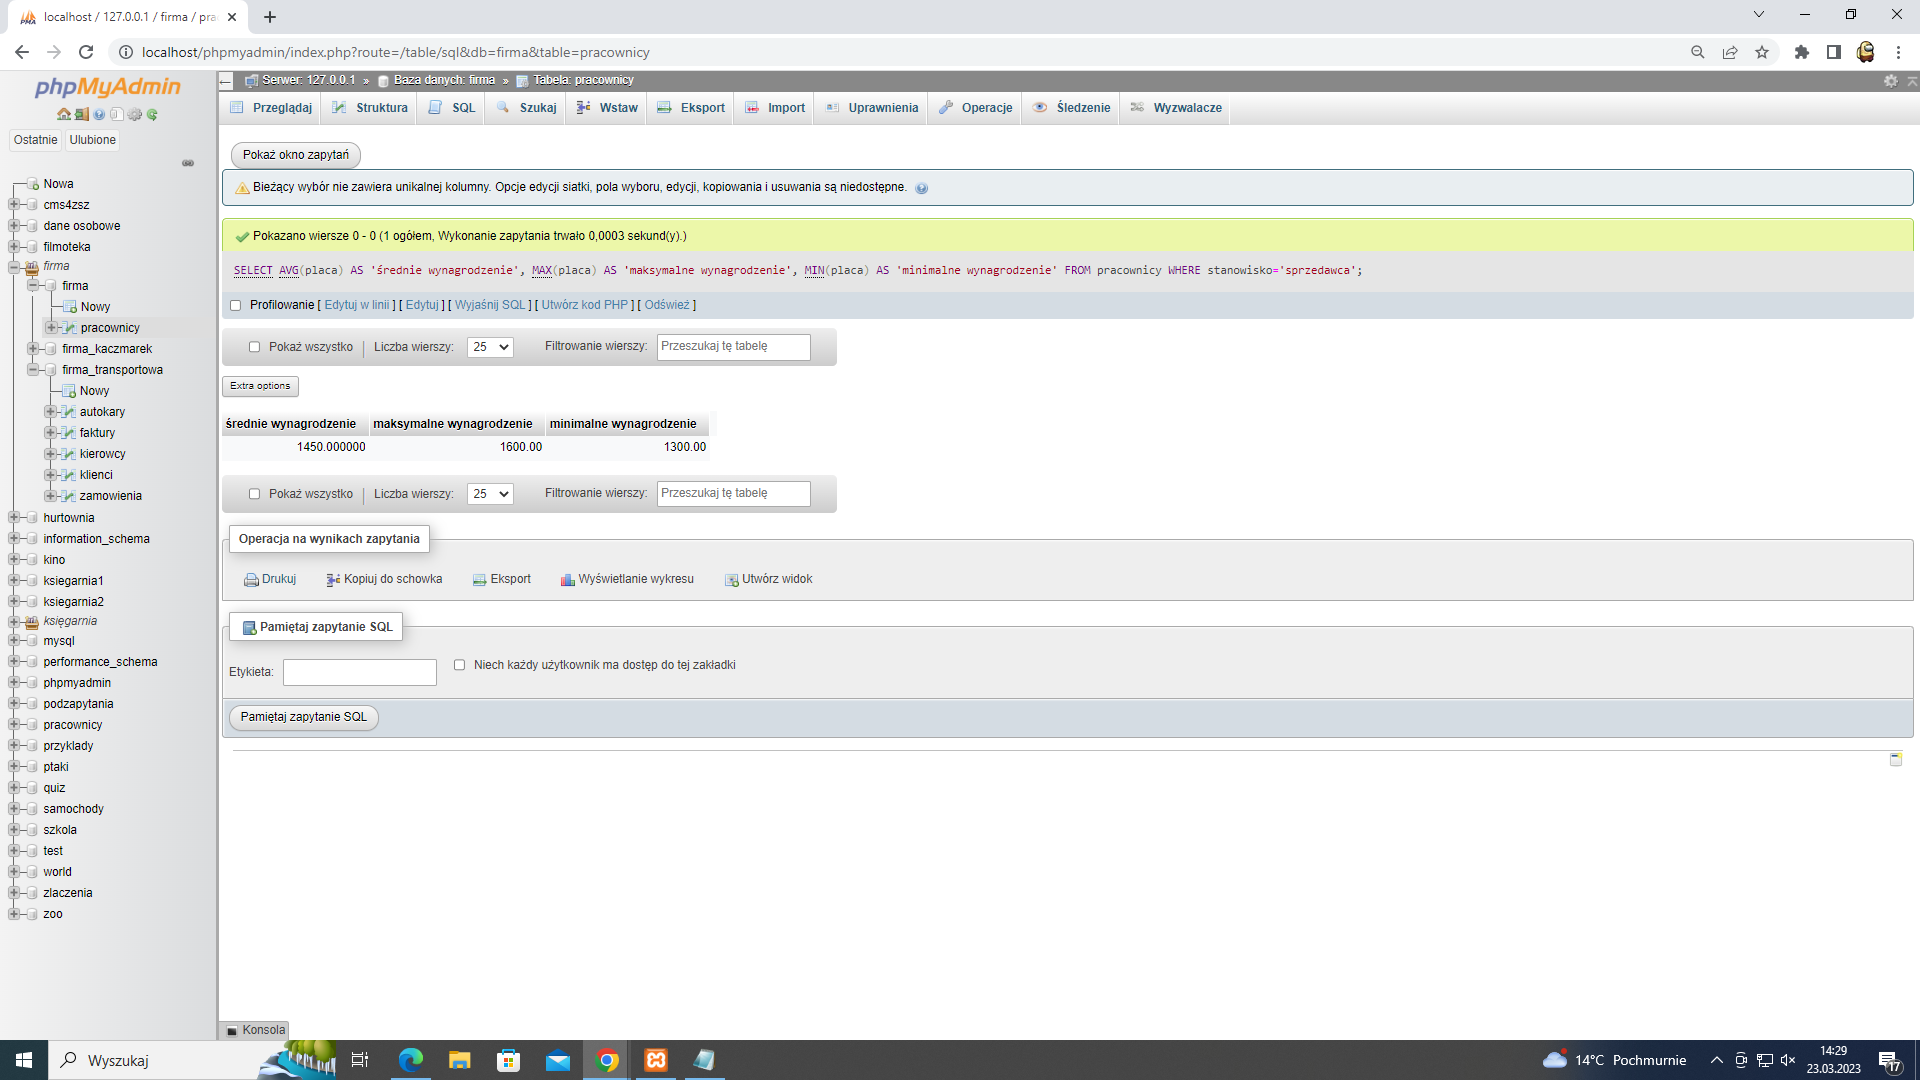 localhost / 127.0.0.1 / firma / pra
localhost/phpmyadmin/index.php?route=/table/sql&db=firma&table=pracownicy
phpMyAdmin
Ostatnie Ulubione
Nowa
cms4zsz
dane osobowe
filmoteka
firma
firma
Nowy
pracownicy
firma_kaczmarek
firma_transportowa
Nowy
autokary
faktury
kierowcy
klienci
zamowienia
hurtownia
information_schema
kino
ksiegarnia1
ksiegarnia2
księgarnia
mysql
performance_schema
phpmyadmin
podzapytania
pracownicy
przyklady
ptaki
quiz
samochody
szkola
test
world
zlaczenia
zoo
Serwer: 127.0.0.1 » Baza danych: firma » Tabela: pracownicy
Przeglądaj Struktura SQL Szukaj Wstaw Eksport Import Uprawnienia Operacje Śledzenie Wyzwalacze
Pokaż okno zapytań
Bieżący wybór nie zawiera unikalnej kolumny. Opcje edycji siatki, pola wyboru, edycji, kopiowania i usuwania są niedostępne.
Pokazano wiersze 0 - 0 (1 ogółem, Wykonanie zapytania trwało 0,0003 sekund(y).)
SELECT AVG(placa) AS 'średnie wynagrodzenie', MAX(placa) AS 'maksymalne wynagrodzenie', MIN(placa) AS 'minimalne wynagrodzenie' FROM pracownicy WHERE stanowisko='sprzedawca';
Profilowanie [ Edytuj w linii ] [ Edytuj ] [ Wyjaśnij SQL ] [ Utwórz kod PHP ] [ Odśwież ]
Pokaż wszystko | Liczba wierszy: 25 Filtrowanie wierszy: Przeszukaj tę tabelę
Extra options
średnie wynagrodzenie maksymalne wynagrodzenie minimalne wynagrodzenie
1450.000000 1600.00 1300.00
Pokaż wszystko | Liczba wierszy: 25 Filtrowanie wierszy: Przeszukaj tę tabelę
Operacja na wynikach zapytania
Drukuj Kopiuj do schowka Eksport Wyświetlanie wykresu Utwórz widok
Pamiętaj zapytanie SQL
Etykieta: Niech każdy użytkownik ma dostęp do tej zakładki
Pamiętaj zapytanie SQL
Konsola
Wyszukaj
14°C Pochmurnie
14:29
23.03.2023
17